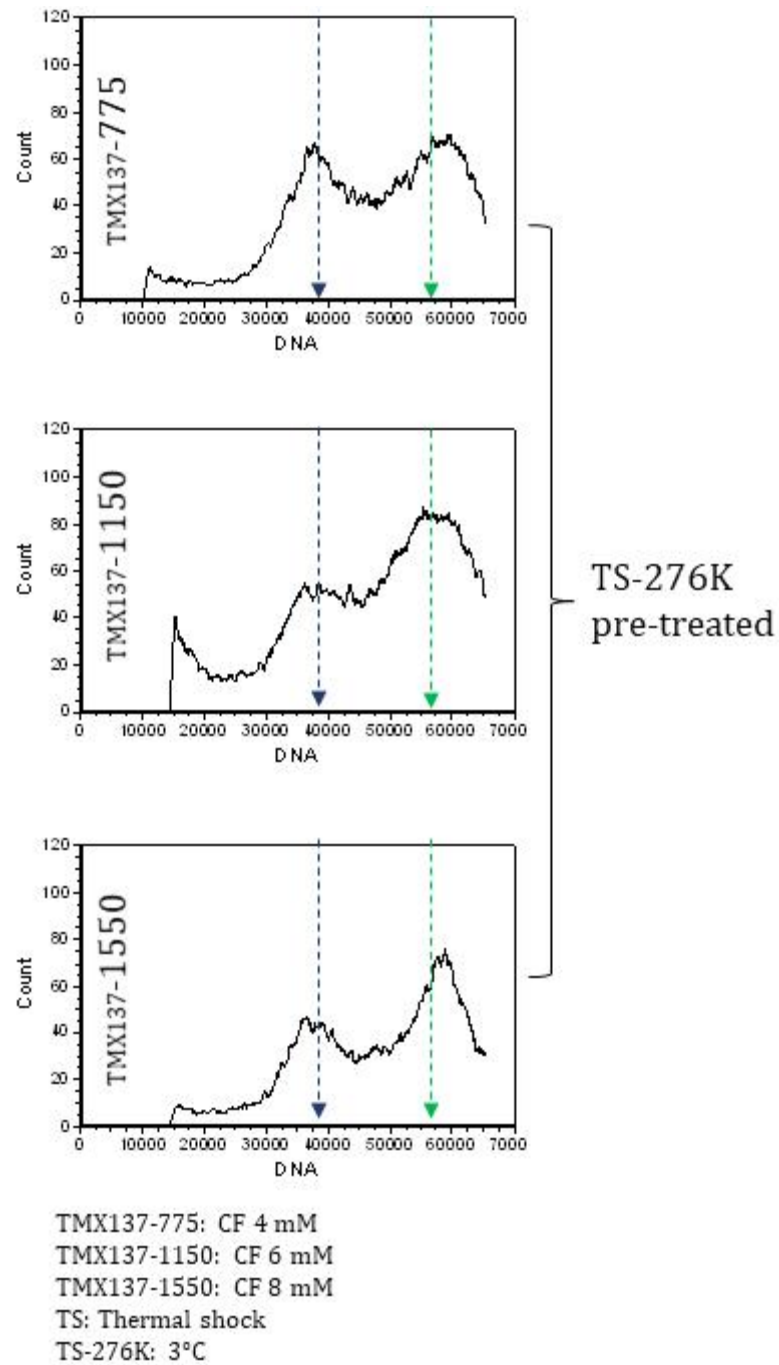 120
100
80
60
40
20
0
Count
TMX137-775
0 10000 20000 30000 40000 50000 60000 7000
DNA
120
100
80
60
40
20
0
Count
TMX137-1150
0 10000 20000 30000 40000 50000 60000 7000
DNA
TS-276K
pre-treated
120
100
80
60
40
20
0
Count
TMX137-1550
0 10000 20000 30000 40000 50000 60000 7000
DNA
TMX137-775: CF 4 mM
TMX137-1150: CF 6 mM
TMX137-1550: CF 8 mM
TS: Thermal shock
TS-276K: 3°C